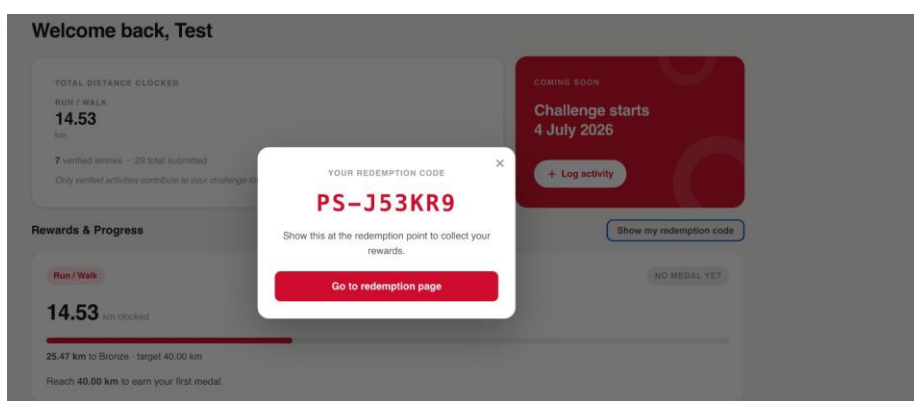 Welcome back, Test
TOTAL DISTANCE CLOCKED
RUN / WALK
14.53
km
7 verified entries · 29 total submitted
Only verified activities contribute to your challenge to
COMING SOON
Challenge starts
4 July 2026
+ Log activity
×
YOUR REDEMPTION CODE
PS-J53KR9
Show this at the redemption point to collect your
rewards.
Go to redemption page
Rewards & Progress
Show my redemption code
Run / Walk
NO MEDAL YET
14.53 km clocked
25.47 km to Bronze · target 40.00 km
Reach 40.00 km to earn your first medal.